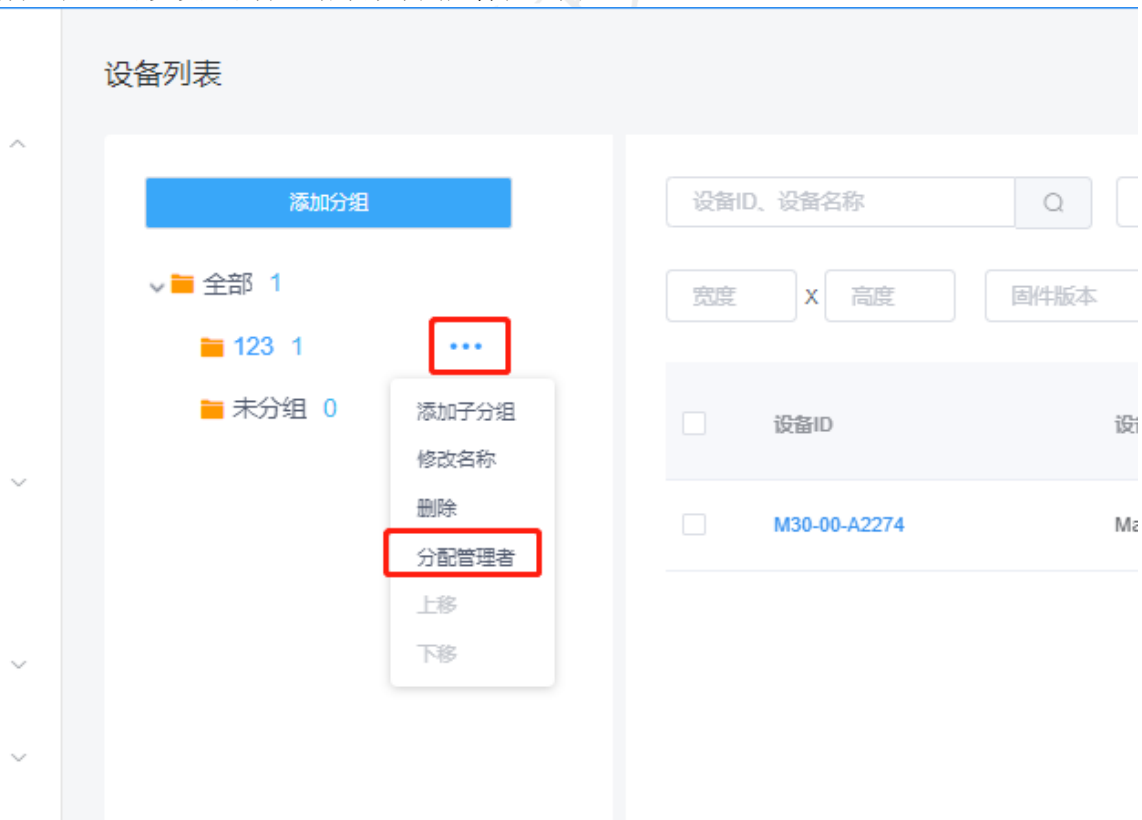 设备列表
添加分组
设备ID、设备名称
全部 1
宽度 X 高度 固件版本
123 1 •••
未分组 0
添加子分组
修改名称
删除
分配管理者
上移
下移
设备ID
M30-00-A2274